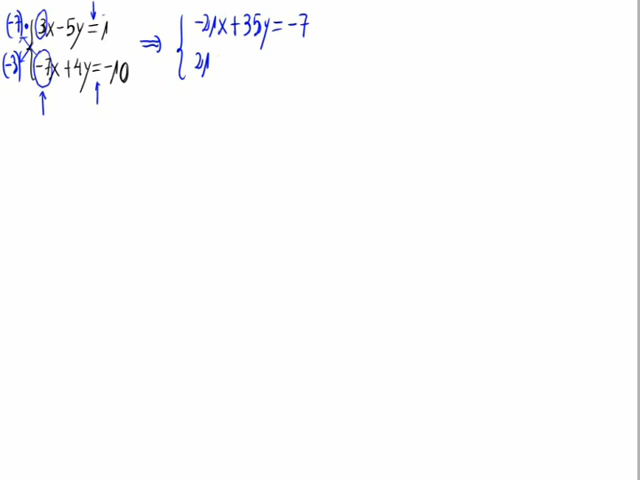 (-7)· 3x-5y=1 ⇒ -21x+35y=-7
(-3) -7x+4y=-10 21